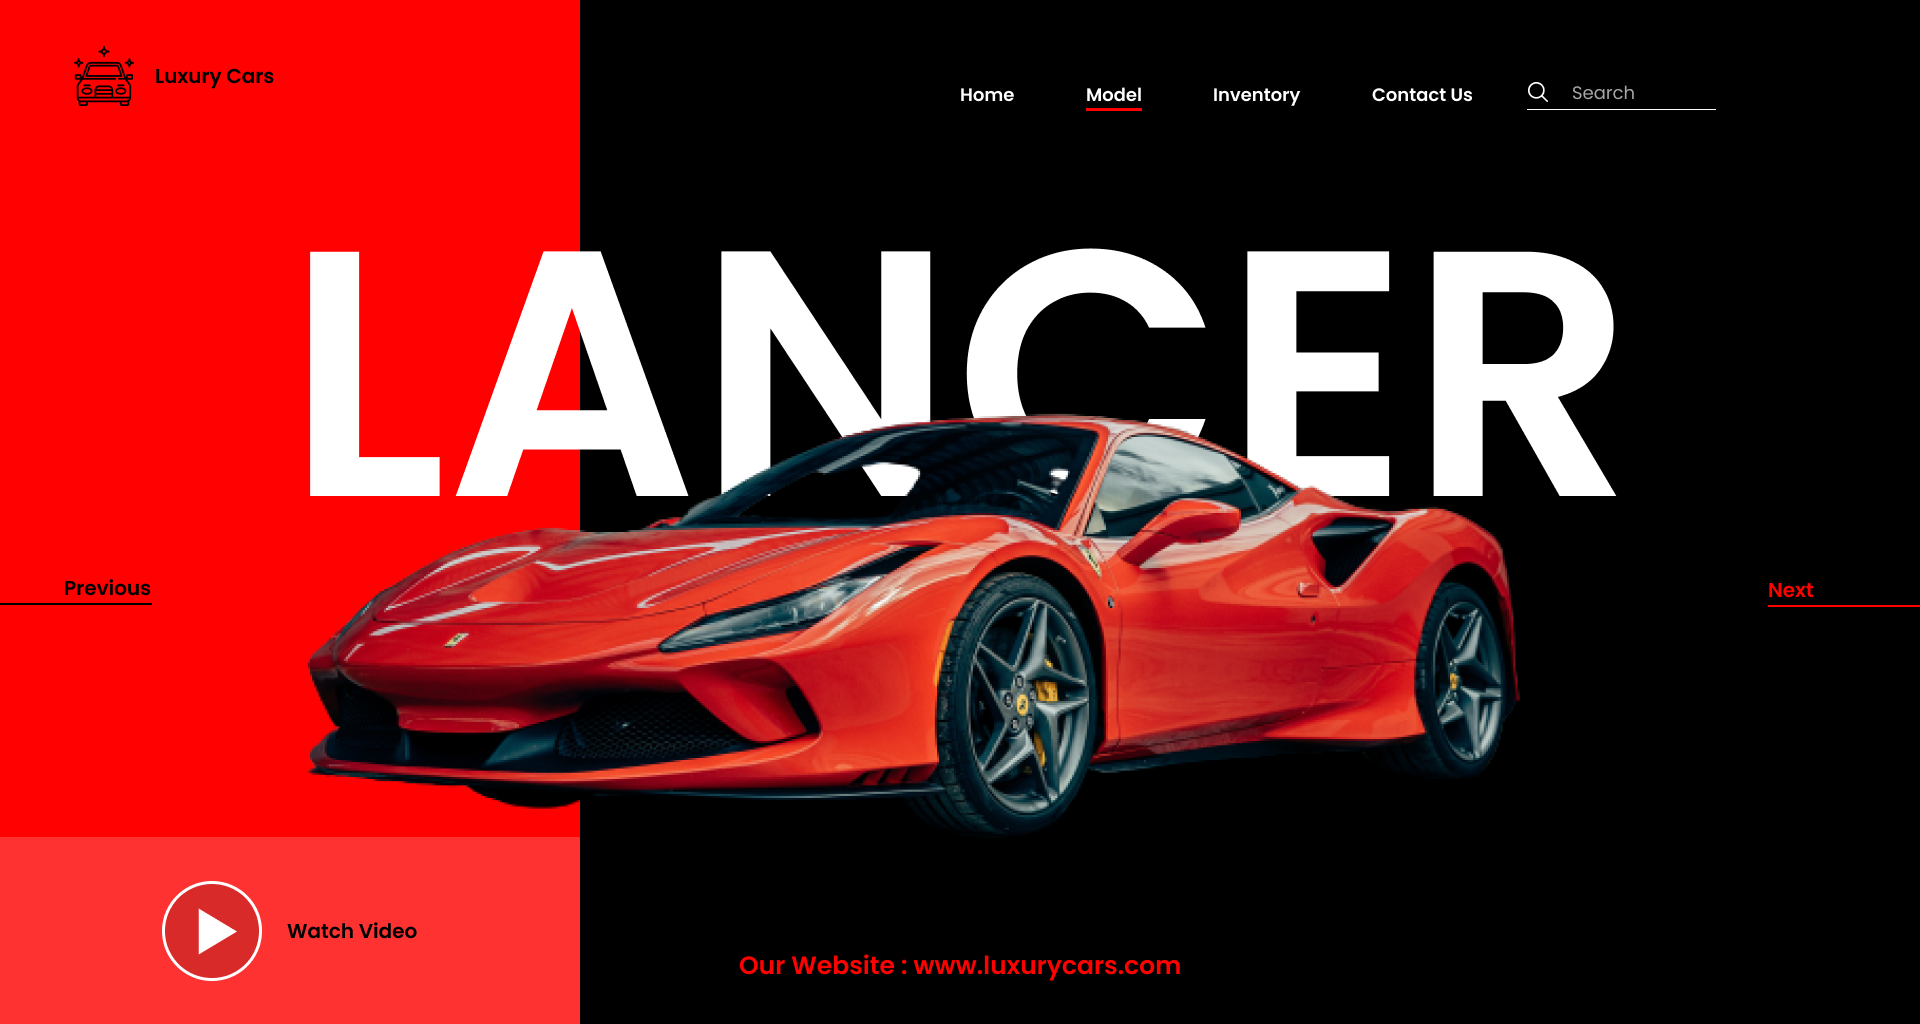 Luxury Cars
Home
Model
Inventory
Contact Us
Search
LANCER
Previous
Next
Watch Video
Our Website : www.luxurycars.com